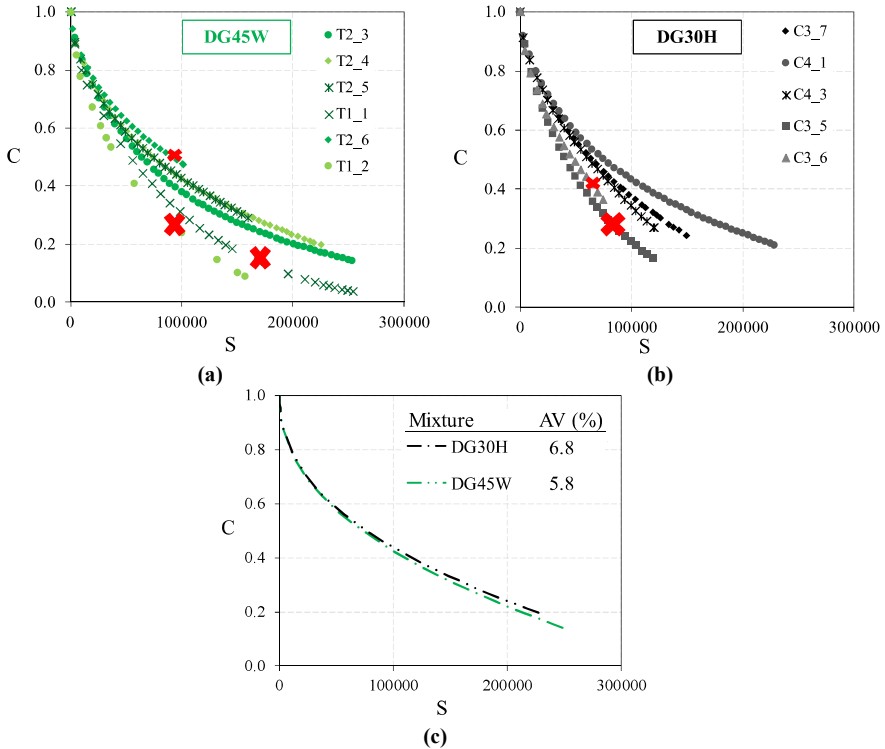 DG45W
T2_3
T2_4
T2_5
T1_1
T2_6
T1_2
1.0
0.8
0.6
0.4
0.2
0.0
C
0
100000
200000
300000
S
(a)
DG30H
C3_7
C4_1
C4_3
C3_5
C3_6
1.0
0.8
0.6
0.4
0.2
0.0
C
0
100000
200000
300000
S
(b)
Mixture AV (%)
DG30H 6.8
DG45W 5.8
1.0
0.8
0.6
0.4
0.2
0.0
C
0
100000
200000
300000
S
(c)